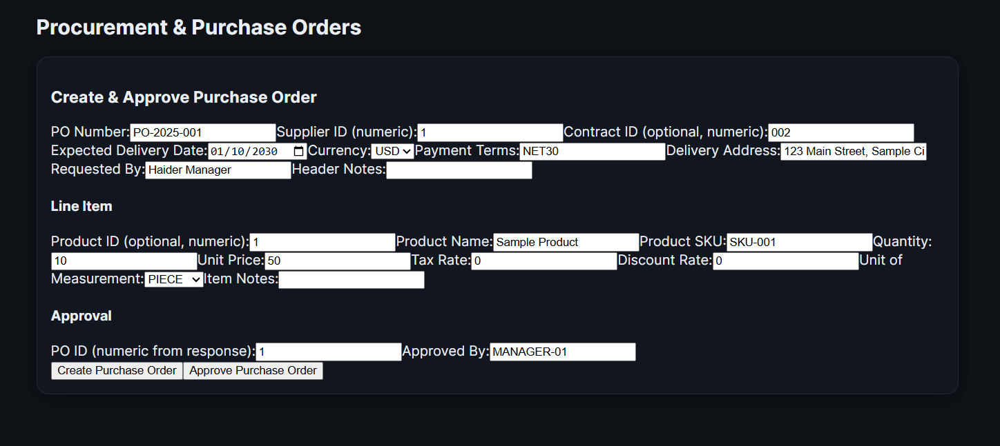 Procurement & Purchase Orders
Create & Approve Purchase Order
PO Number: PO-2025-001 Supplier ID (numeric): 1 Contract ID (optional, numeric): 002
Expected Delivery Date: 01/10/2030 Currency: USD Payment Terms: NET30 Delivery Address: 123 Main Street, Sample Ci
Requested By: Haider Manager Header Notes:
Line Item
Product ID (optional, numeric): 1 Product Name: Sample Product Product SKU: SKU-001 Quantity:
10 Unit Price: 50 Tax Rate: 0 Discount Rate: 0 Unit of
Measurement: PIECE Item Notes:
Approval
PO ID (numeric from response): 1 Approved By: MANAGER-01
Create Purchase Order Approve Purchase Order